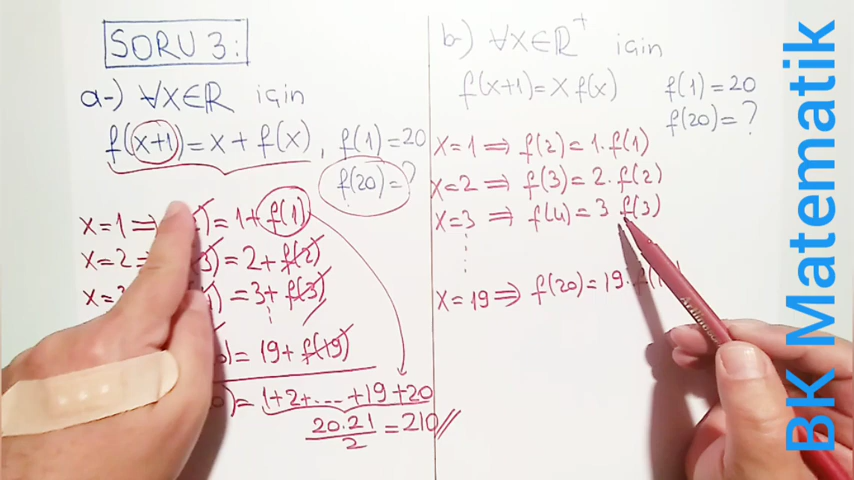 SORU 3:
a-) ∀x∈ℝ için
f(x+1) = x + f(x), f(1) = 20
f(20) = ?
x=1 ⇒ = 1 + f(1)
x=2 ⇒ = 2 + f(2)
= 3 + f(3)
⋮
= 19 + f(19)
= 1+2+....+19+20
20.21/2 = 210//
b-) ∀x∈ℝ⁺ için
f(x+1) = x f(x) f(1) = 20
f(20) = ?
x=1 ⇒ f(2) = 1.f(1)
x=2 ⇒ f(3) = 2.f(2)
x=3 ⇒ f(4) = 3.f(3)
⋮
x=19 ⇒ f(20) = 19.
BK Matematik